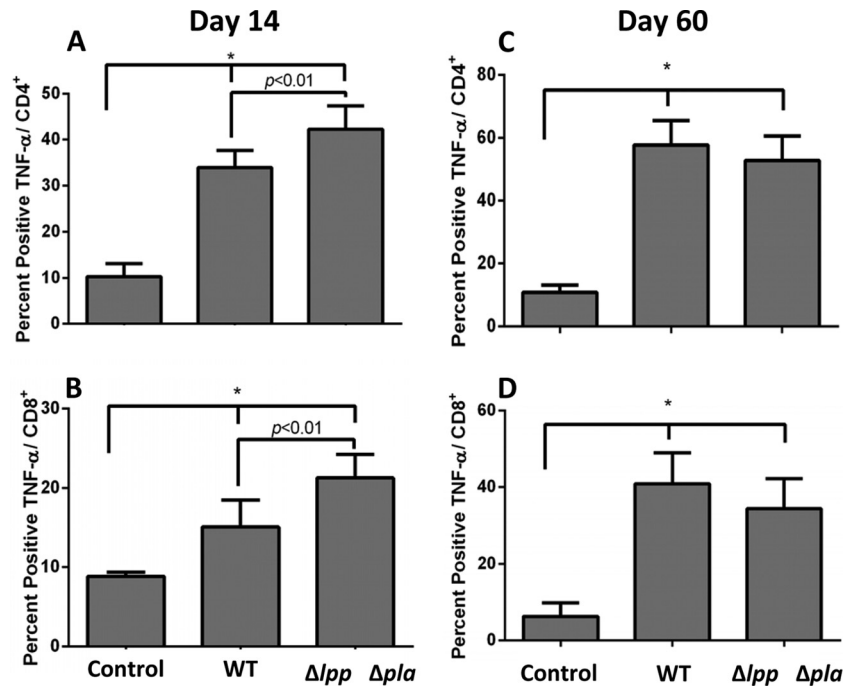 Day 14
Day 60
A
*
p<0.01
Percent Positive TNF-α/ CD4⁺
50
40
30
20
10
0
C
*
Percent Positive TNF-α/ CD4⁺
80
60
40
20
0
B
*
p<0.01
Percent Positive TNF-α/ CD8⁺
30
20
10
0
Control WT Δlpp Δpla
D
*
Percent Positive TNF-α/ CD8⁺
60
40
20
0
Control WT Δlpp Δpla